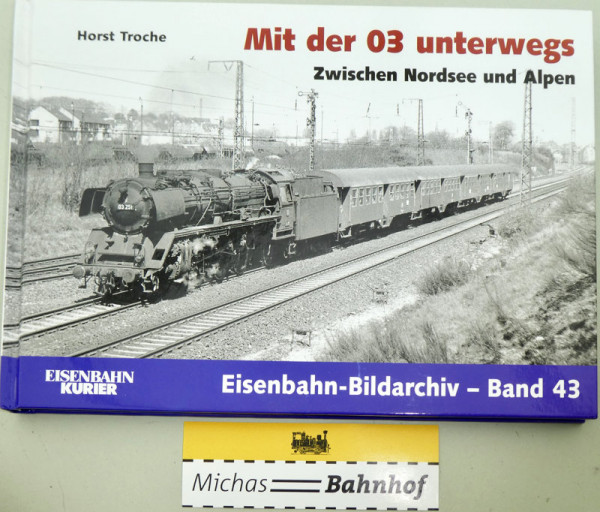 Horst Troche
Mit der 03 unterwegs
Zwischen Nordsee und Alpen
EISENBAHN
KURIER
Eisenbahn-Bildarchiv – Band 43
Michas Bahnhof